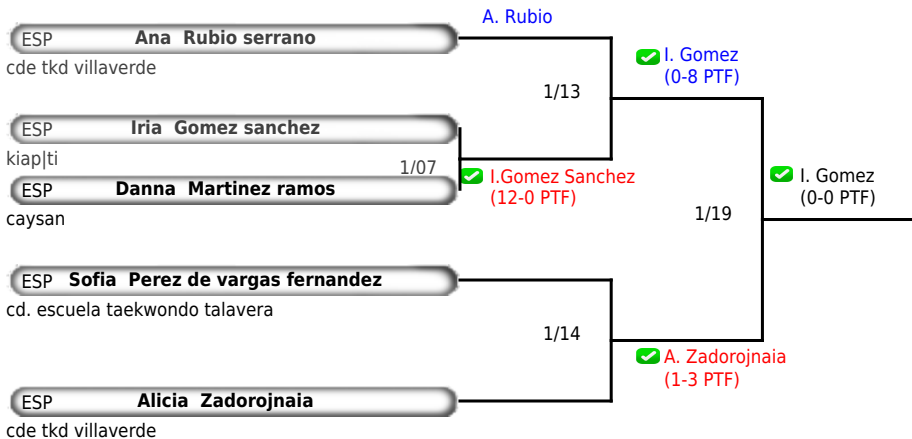 A. Rubio
ESP Ana Rubio serrano
cde tkd villaverde
I. Gomez
(0-8 PTF)
1/13
ESP Iria Gomez sanchez
kiap|ti
1/07
I.Gomez Sanchez
(12-0 PTF)
ESP Danna Martinez ramos
caysan
I. Gomez
(0-0 PTF)
1/19
ESP Sofia Perez de vargas fernandez
cd. escuela taekwondo talavera
1/14
A. Zadorojnaia
(1-3 PTF)
ESP Alicia Zadorojnaia
cde tkd villaverde